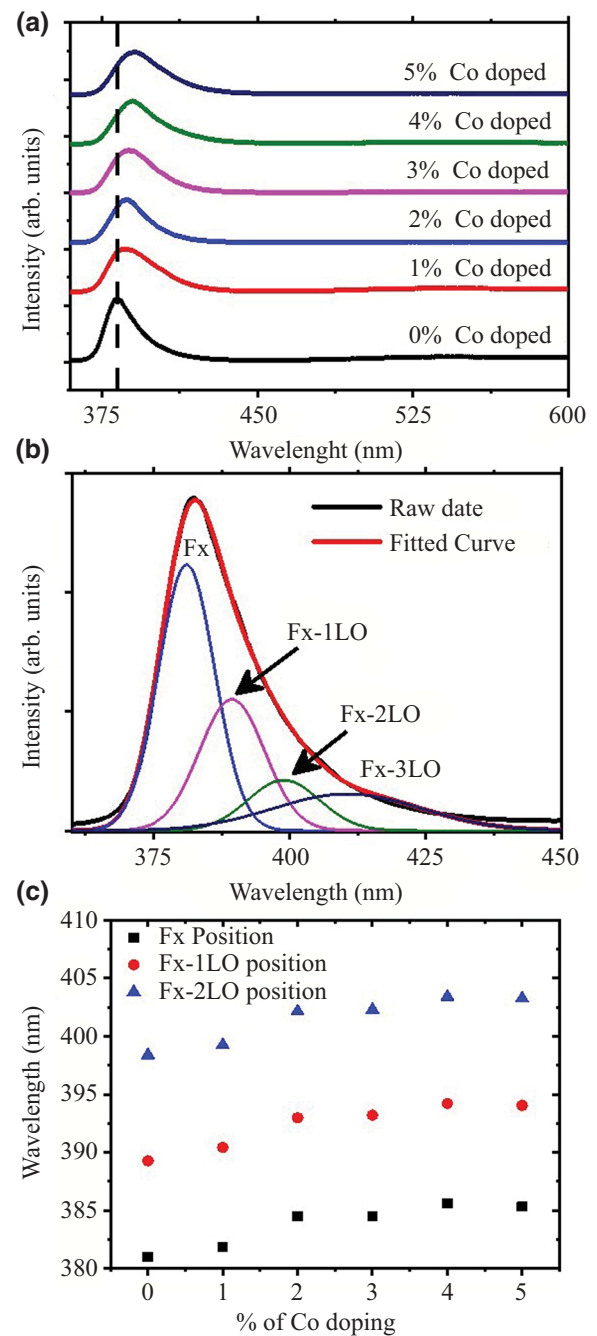 (a)
5% Co doped
4% Co doped
3% Co doped
2% Co doped
1% Co doped
0% Co doped
Intensity (arb. units)
375 450 525 600
Wavelenght (nm)
(b)
Raw date
Fitted Curve
Fx
Fx-1LO
Fx-2LO
Fx-3LO
Intensity (arb. units)
375 400 425 450
Wavelength (nm)
(c)
410
405
400
395
390
385
380
Fx Position
Fx-1LO position
Fx-2LO position
Wavelength (nm)
0 1 2 3 4 5
% of Co doping